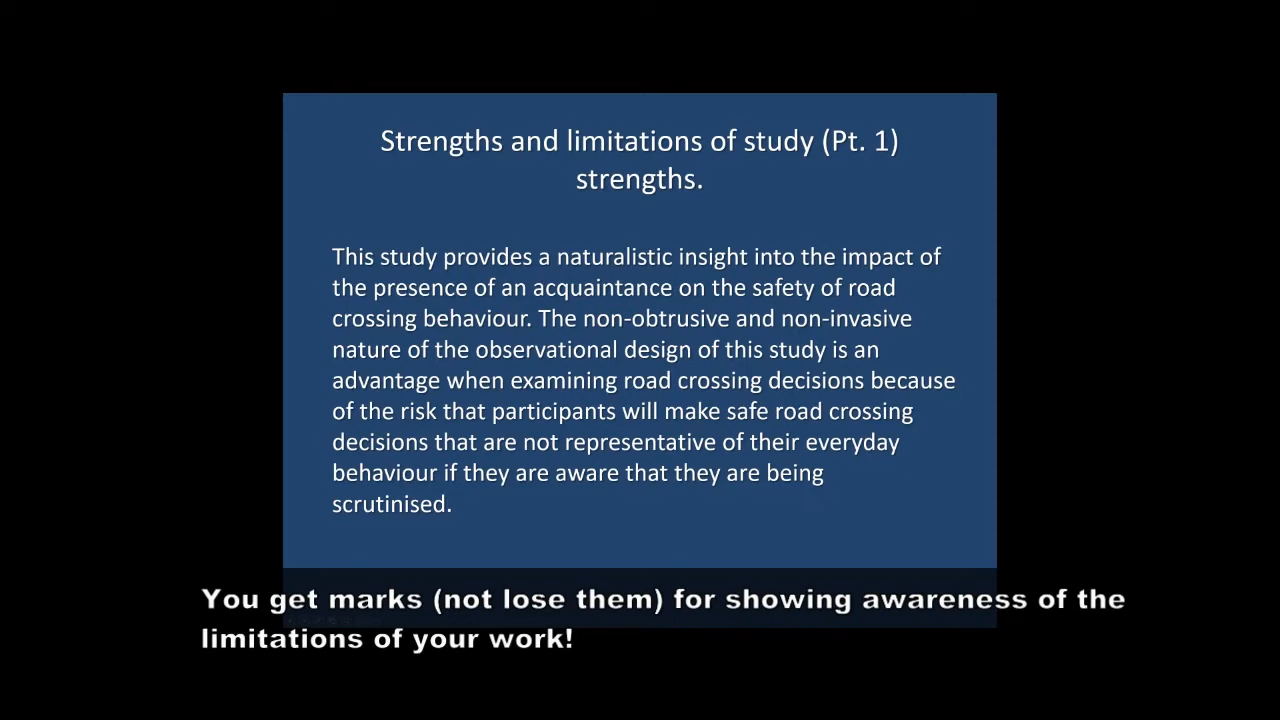 Strengths and limitations of study (Pt. 1)
strengths.
This study provides a naturalistic insight into the impact of
the presence of an acquaintance on the safety of road
crossing behaviour. The non-obtrusive and non-invasive
nature of the observational design of this study is an
advantage when examining road crossing decisions because
of the risk that participants will make safe road crossing
decisions that are not representative of their everyday
behaviour if they are aware that they are being
scrutinised.
You get marks (not lose them) for showing awareness of the
limitations of your work!